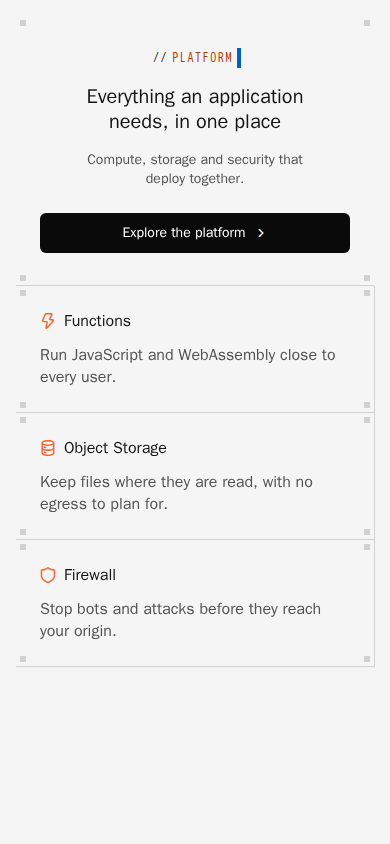 // PLATFORM
Everything an application
needs, in one place
Compute, storage and security that
deploy together.
Explore the platform
Functions
Run JavaScript and WebAssembly close to
every user.
Object Storage
Keep files where they are read, with no
egress to plan for.
Firewall
Stop bots and attacks before they reach
your origin.